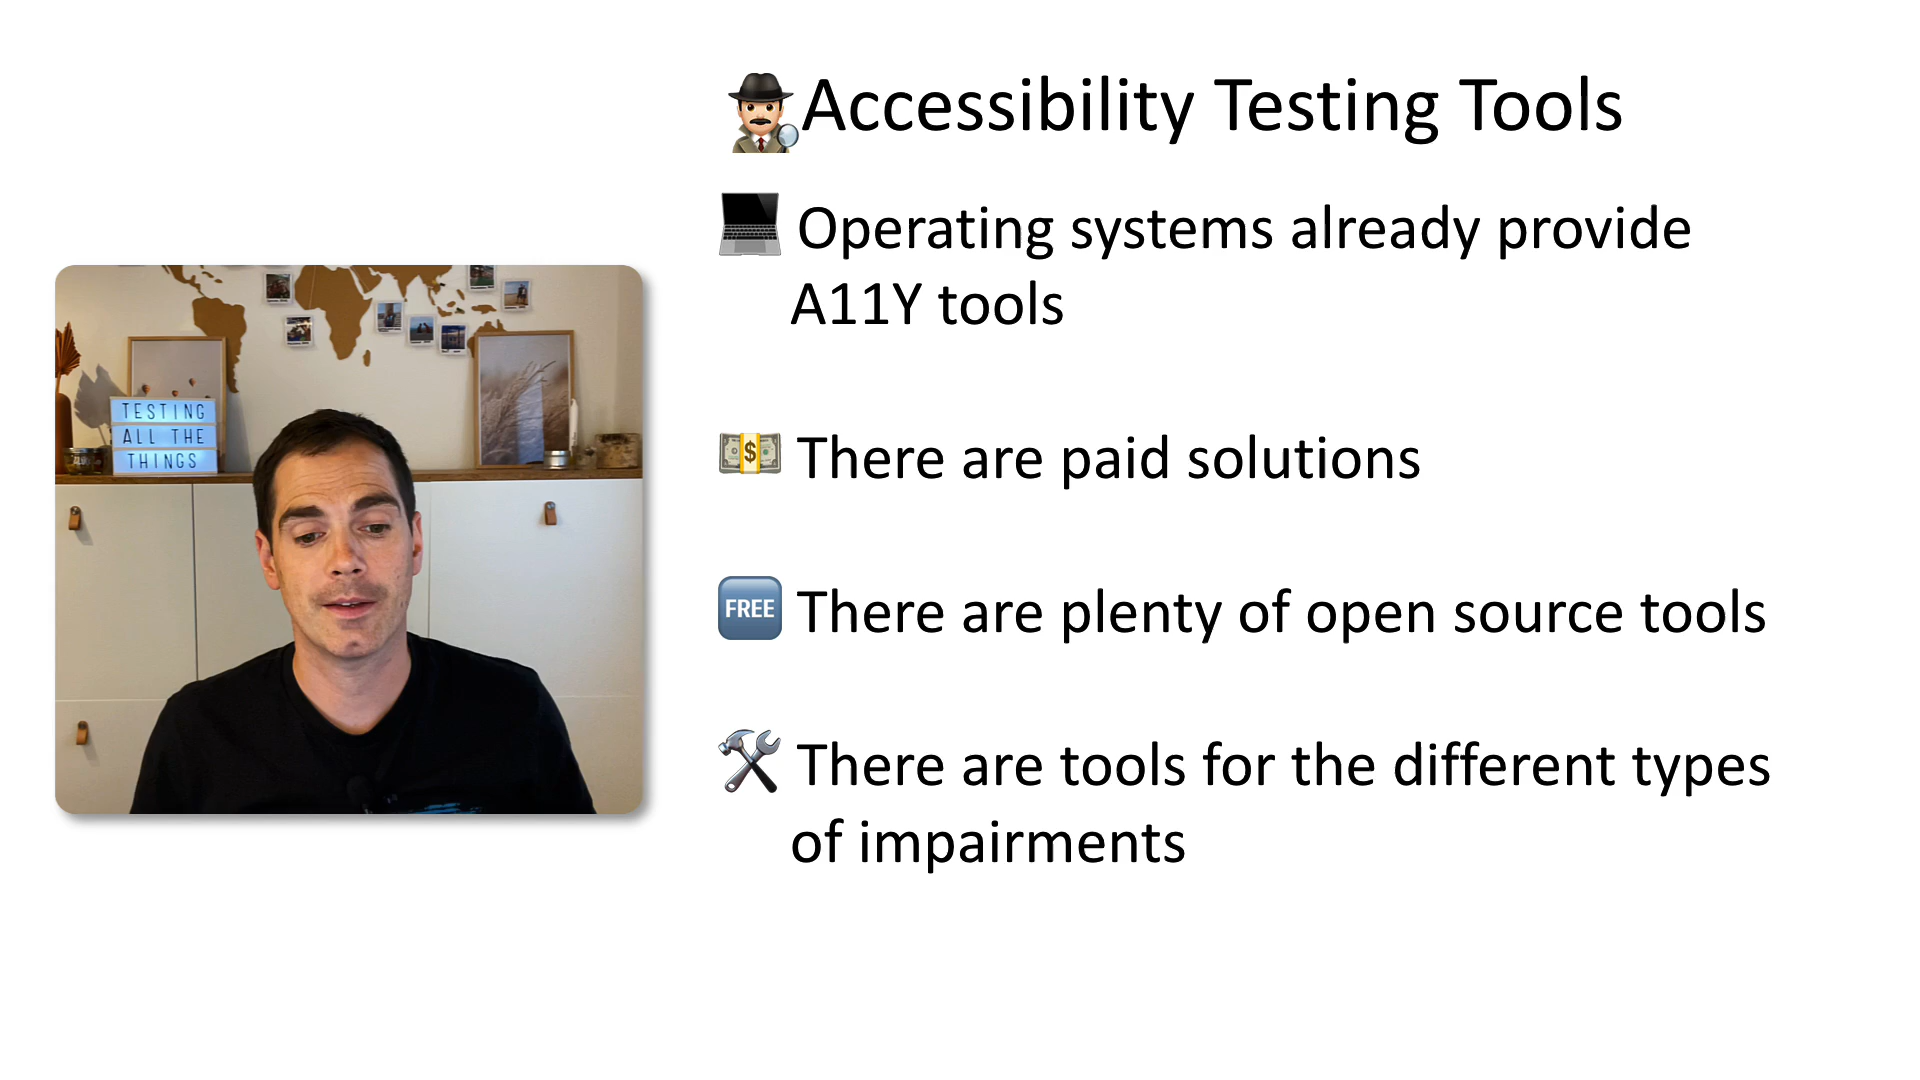 Accessibility Testing Tools
Operating systems already provide
A11Y tools
There are paid solutions
FREE There are plenty of open source tools
There are tools for the different types
of impairments
TESTING
ALL THE
THINGS